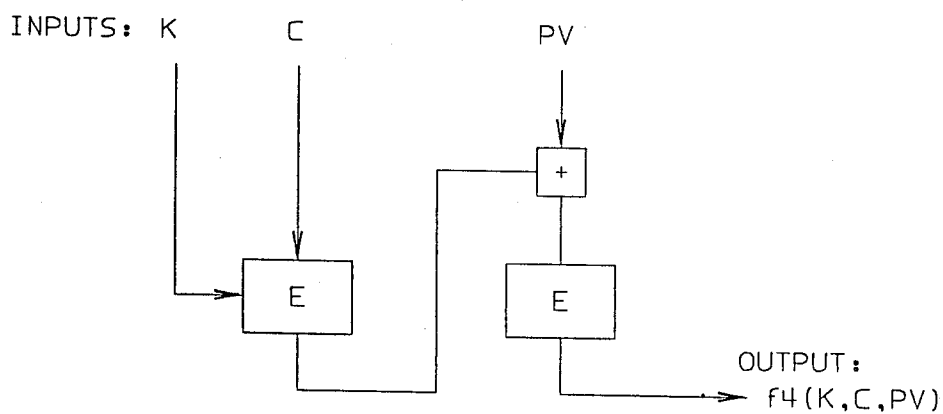 INPUTS: K C PV
+
E E
OUTPUT:
f4(K,C,PV)